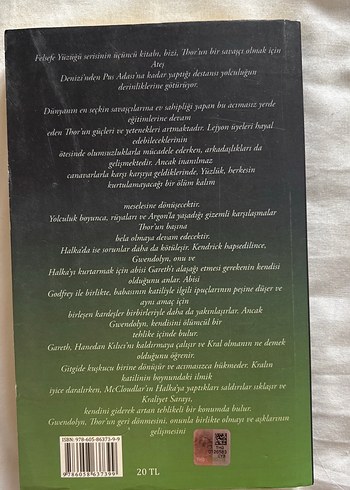 Felsefe Yüzüğü serisinin üçüncü kitabı, bizi, Thor'un bir savaşçı olmak için
Ateş
Denizi'nden Pus Adası'na kadar yaptığı destansı yolculuğun
derinliklerine götürüyor.
Dünyanın en seçkin savaşçılarına ev sahipliği yapan bu acımasız yerde
eğitimlerine devam
eden Thor'un güçleri ve yetenekleri artmaktadır. Lejyon üyeleri hayal
edebileceklerinin
ötesinde olumsuzluklarla mücadele ederken, arkadaşlıkları da
gelişmektedir. Ancak inanılmaz
canavarlarla karşı karşıya geldiklerinde, Yüzlük, herkesin
kurtulamayacağı bir ölüm kalım
meselesine dönüşecektir.
Yolculuk boyunca, rüyaları ve Argon'la yaşadığı gizemli karşılaşmalar
Thor'un başına
bela olmaya devam edecektir.
Halka'da ise sorunlar daha da kötüleşir. Kendrick hapsedilince,
Gwendolyn, onu ve
Halka'yı kurtarmak için abisi Gareth'ı alaşağı etmesi gerekenin kendisi
olduğunu anlar. Abisi
Godfrey ile birlikte, babasının katiliyle ilgili ipuçlarının peşine düşer ve
aynı amaç için
birleşen kardeşler birbirleriyle daha da yakınlaşırlar. Ancak
Gwendolyn, kendisini ölümcül bir
tehlike içinde bulur.
Gareth, Hanedan Kılıcı'nı kaldırmaya çalışır ve Kral olmanın ne demek
olduğunu öğrenir.
Gitgide kuşkucu birine dönüşür ve acımasızca hükmeder. Kralın
katilinin boynundaki ilmik
iyice daralırken, McCloudlar'ın Halka'ya yaptıkları saldırılar sıklaşır ve
Kraliyet Sarayı,
kendini giderek artan tehlikeli bir konumda bulur.
Gwendolyn, Thor'un geri dönmesini, onunla birlikte olmayı ve aşklarının
gelişmesini
ISBN: 978-605-86373-9-9
9786058637399
20 TL